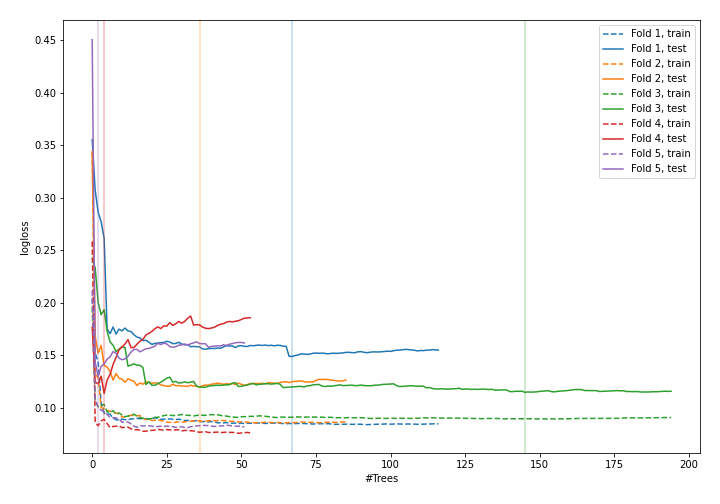 0.45
0.40
0.35
0.30
0.25
0.20
0.15
0.10
logloss
0
25
50
75
100
125
150
175
200
#Trees
Fold 1, train
Fold 1, test
Fold 2, train
Fold 2, test
Fold 3, train
Fold 3, test
Fold 4, train
Fold 4, test
Fold 5, train
Fold 5, test